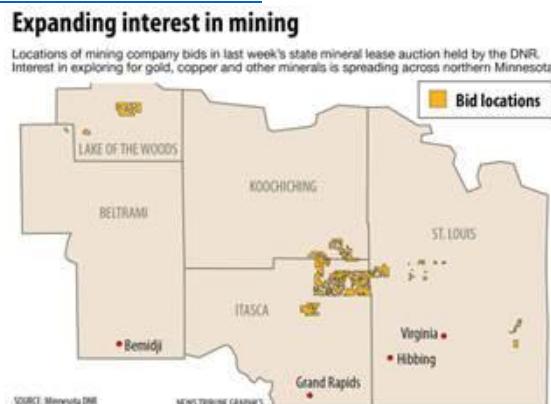 Expanding interest in mining
Locations of mining company bids in last week's state mineral lease auction held by the DNR.
Interest in exploring for gold, copper and other minerals is spreading across northern Minnesota
Bid locations
LAKE OF THE WOODS
KOOCHICHING
BELTRAMI
ST. LOUIS
ITASCA
Virginia
Bemidji
Hibbing
Grand Rapids
SOURCE: Minnesota DNR
NEWS TRIBUNE GRAPHICS